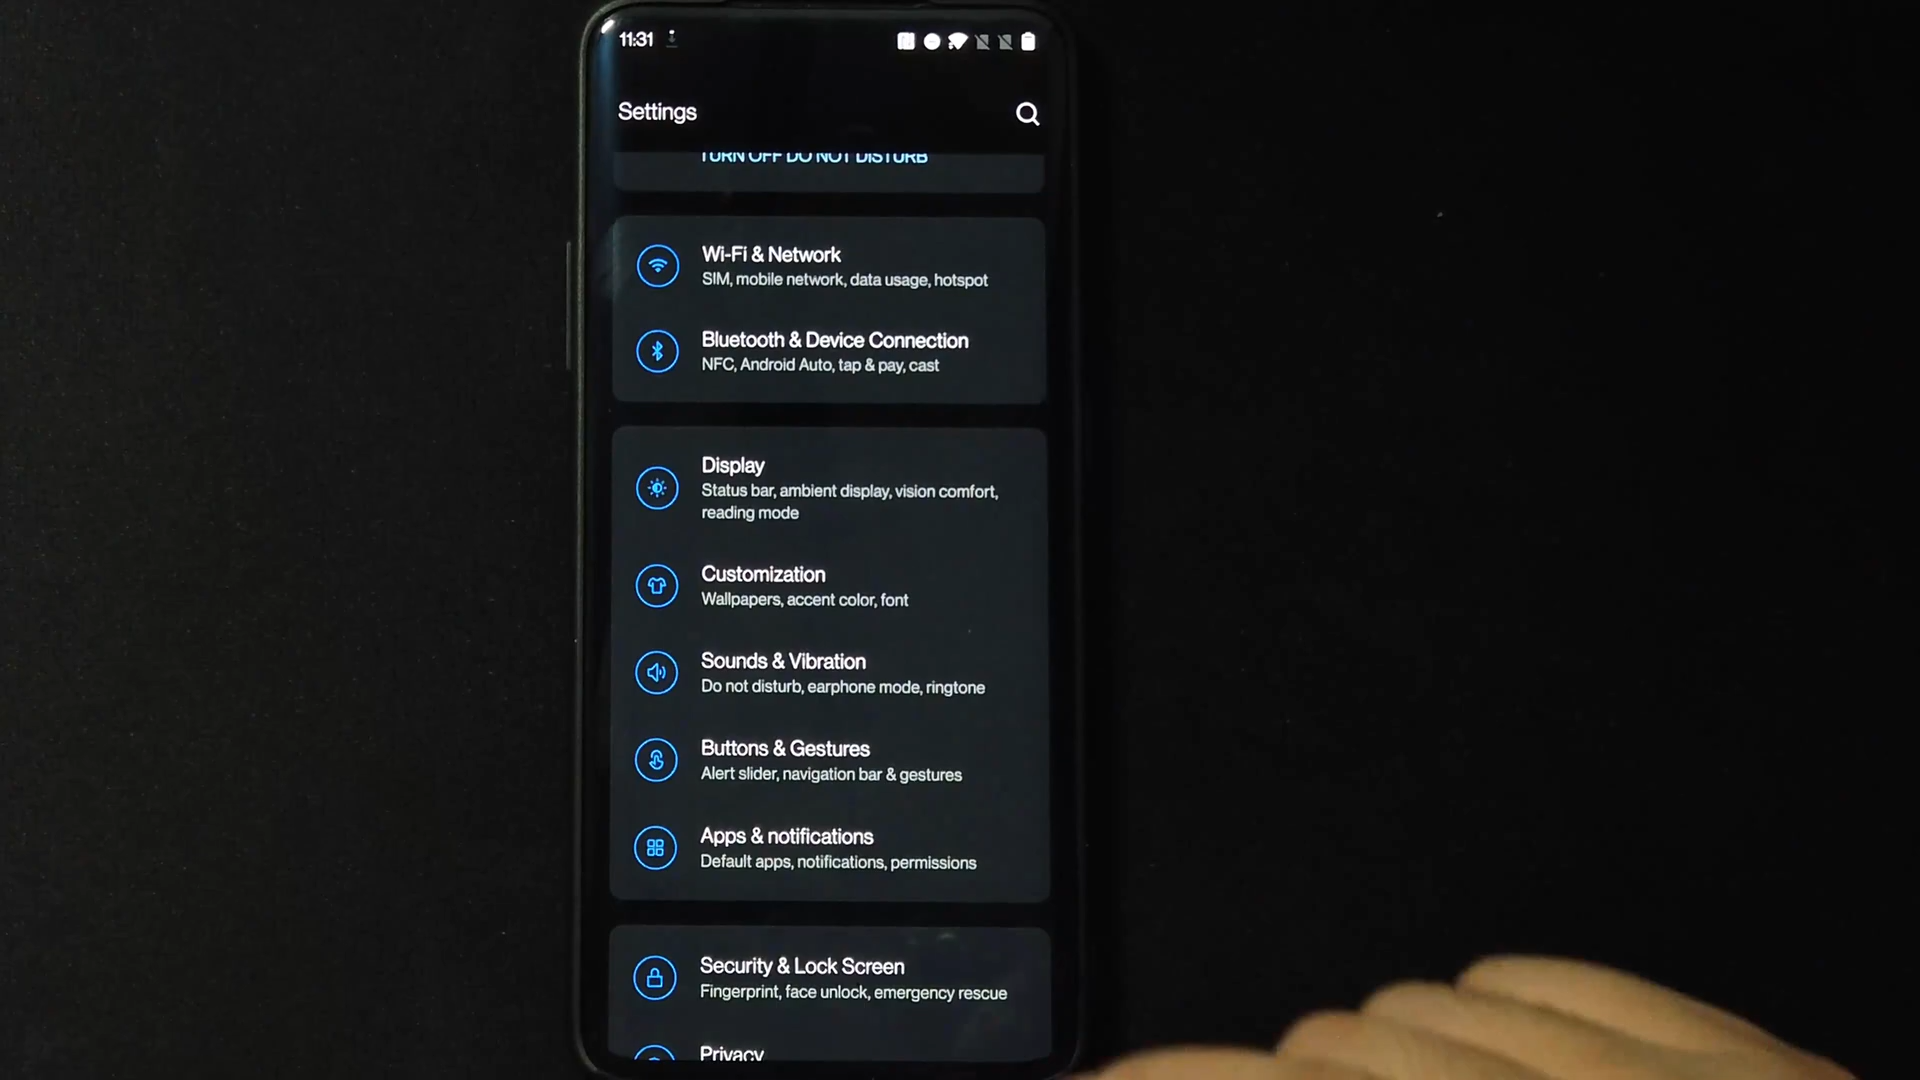 11:31
Settings
TURN OFF DO NOT DISTURB
Wi-Fi & Network
SIM, mobile network, data usage, hotspot
Bluetooth & Device Connection
NFC, Android Auto, tap & pay, cast
Display
Status bar, ambient display, vision comfort,
reading mode
Customization
Wallpapers, accent color, font
Sounds & Vibration
Do not disturb, earphone mode, ringtone
Buttons & Gestures
Alert slider, navigation bar & gestures
Apps & notifications
Default apps, notifications, permissions
Security & Lock Screen
Fingerprint, face unlock, emergency rescue
Privacy